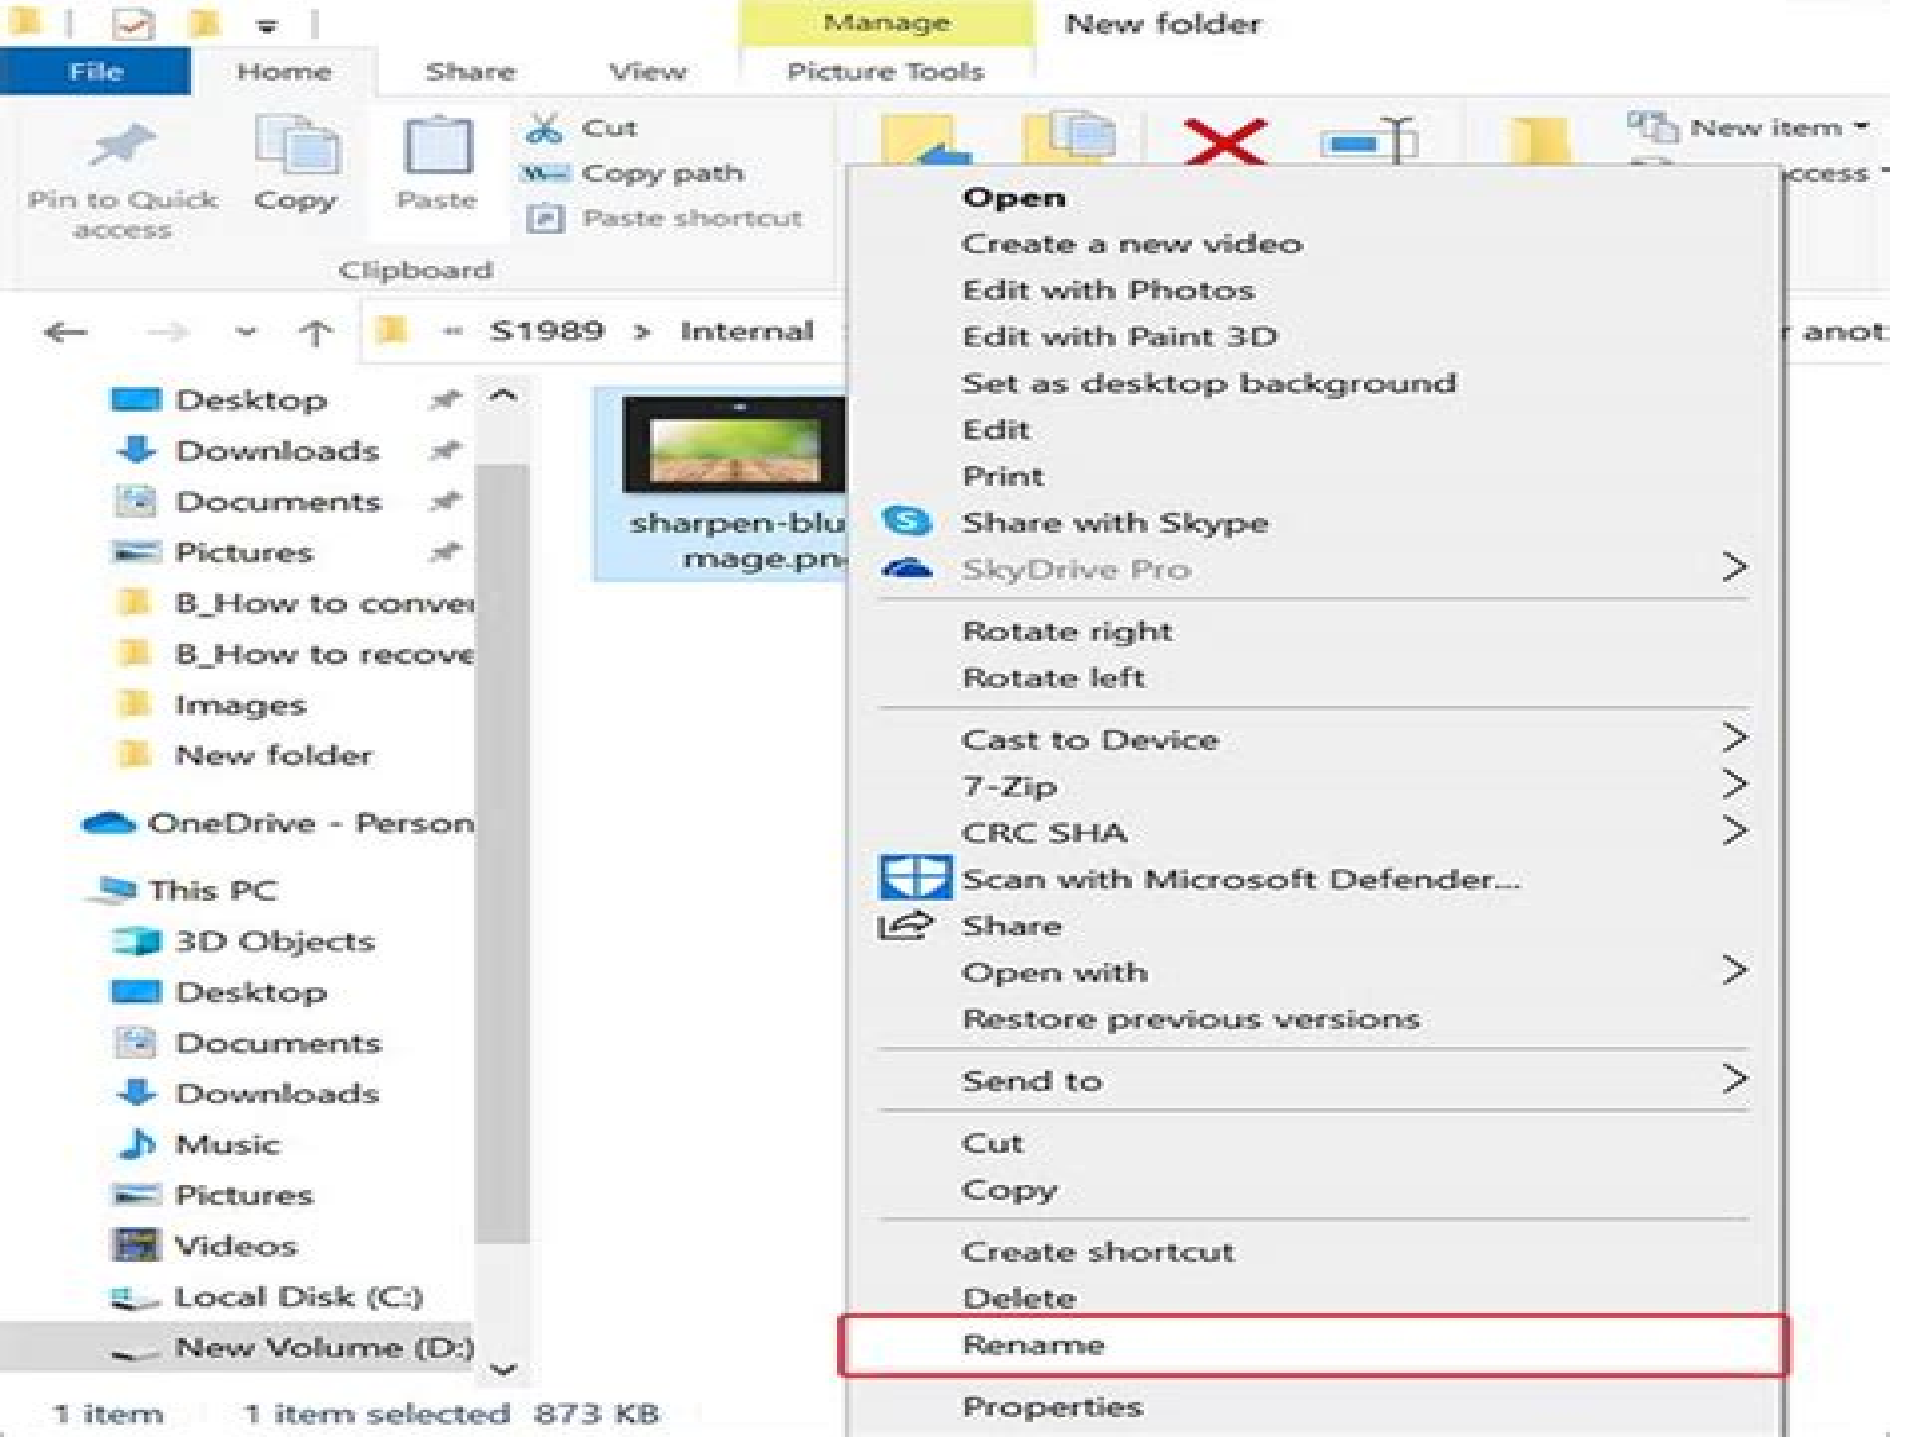 Manage
New folder
File
Home
Share
View
Picture Tools
Pin to Quick
access
Copy
Paste
Cut
Copy path
Paste shortcut
Clipboard
New item
ccess
S1989 > Internal
r anot
Desktop
Downloads
Documents
Pictures
B_How to conver
B_How to recove
Images
New folder
OneDrive - Person
This PC
3D Objects
Desktop
Documents
Downloads
Music
Pictures
Videos
Local Disk (C:)
New Volume (D:)
sharpen-blu
mage.pn
Open
Create a new video
Edit with Photos
Edit with Paint 3D
Set as desktop background
Edit
Print
Share with Skype
SkyDrive Pro
Rotate right
Rotate left
Cast to Device
7-Zip
CRC SHA
Scan with Microsoft Defender...
Share
Open with
Restore previous versions
Send to
Cut
Copy
Create shortcut
Delete
Rename
Properties
1 item
1 item selected 873 KB